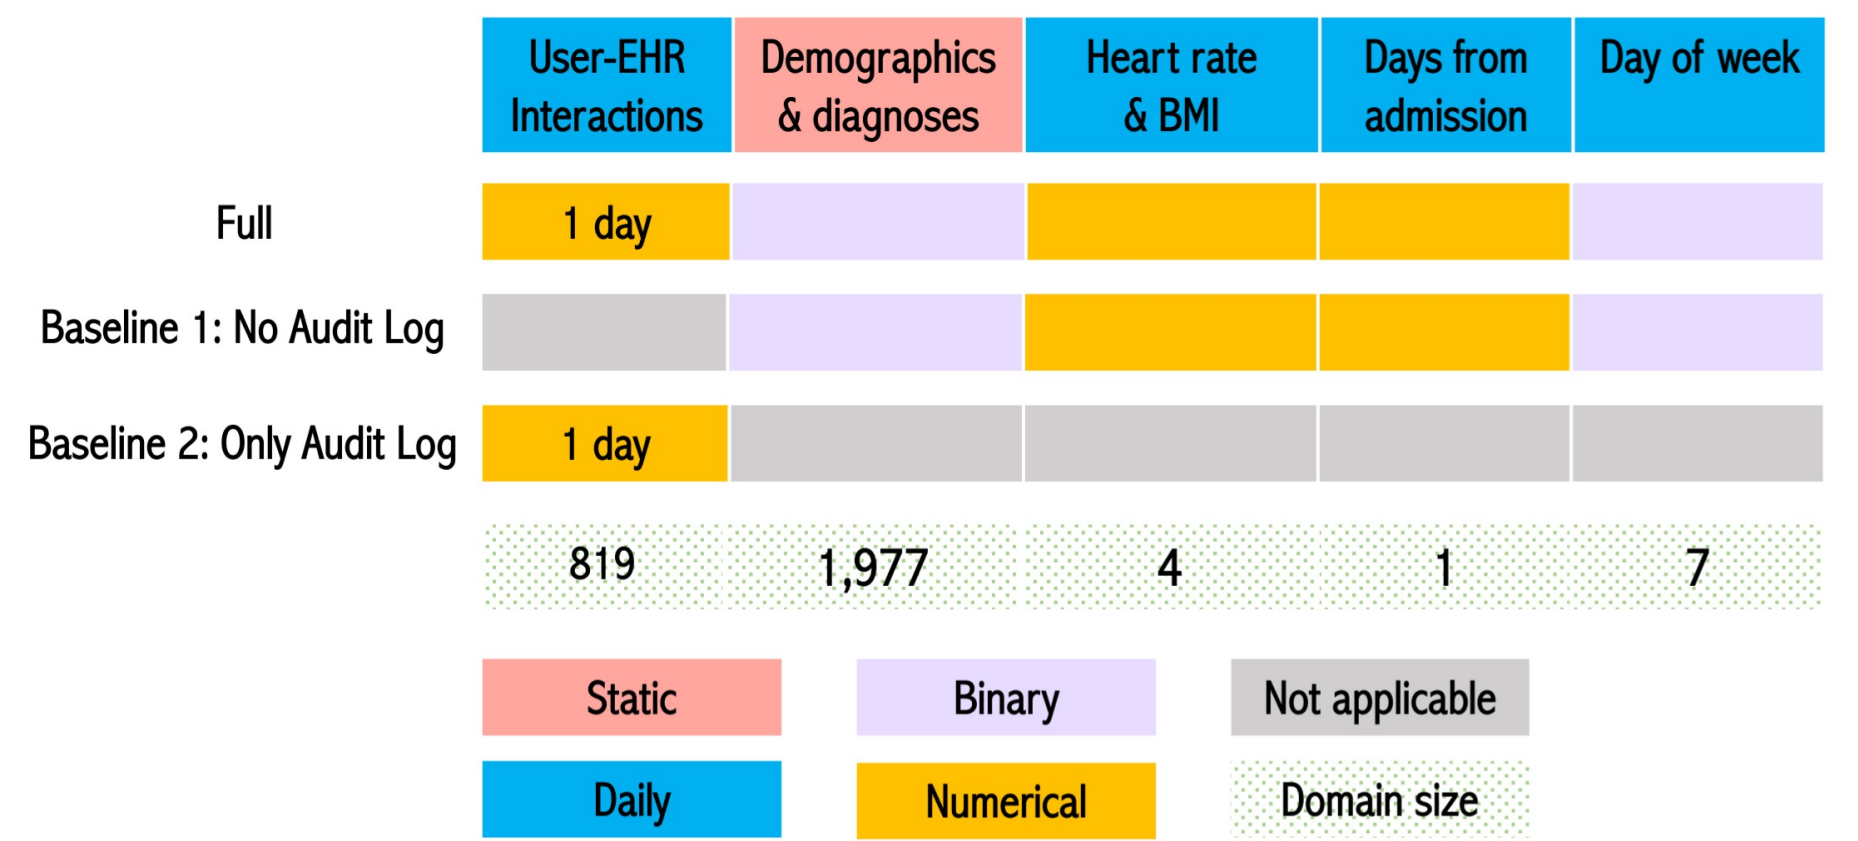 User-EHR
Interactions
Demographics
& diagnoses
Heart rate
& BMI
Days from
admission
Day of week
Full
1 day
Baseline 1: No Audit Log
Baseline 2: Only Audit Log
1 day
819
1,977
4
1
7
Static
Binary
Not applicable
Daily
Numerical
Domain size